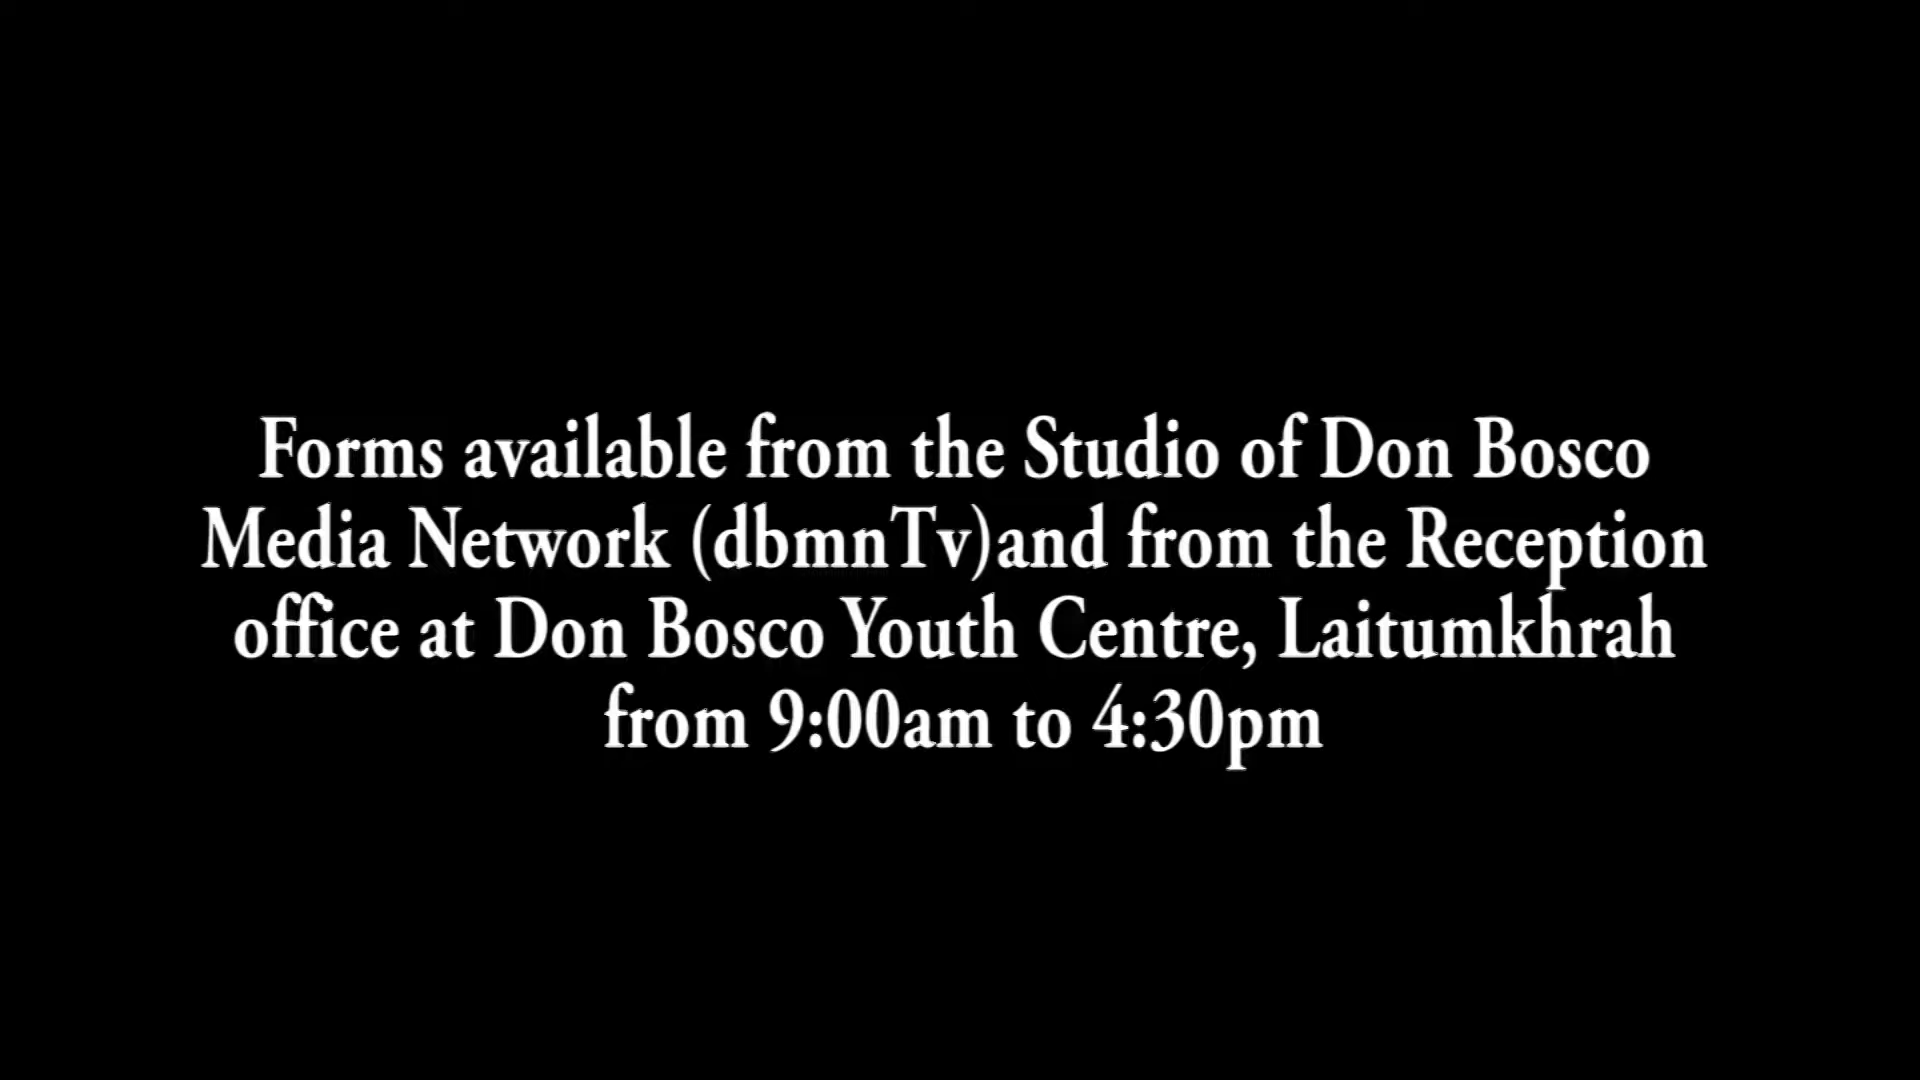 Forms available from the Studio of Don Bosco
Media Network (dbmnTv)and from the Reception
office at Don Bosco Youth Centre, Laitumkhrah
from 9:00am to 4:30pm